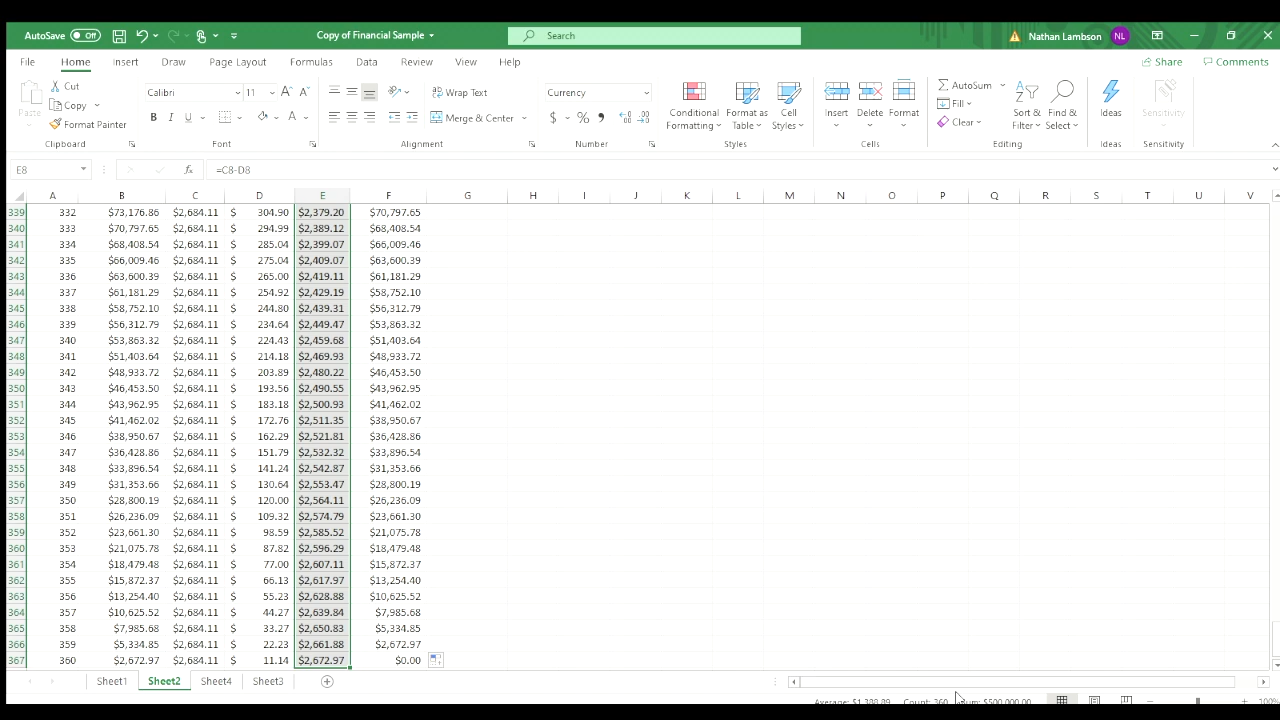 AutoSave Off Copy of Financial Sample Search Nathan Lambson NL
File Home Insert Draw Page Layout Formulas Data Review View Help Share Comments
Paste Cut Copy Format Painter Clipboard
Calibri 11 A A B I U A Font
Wrap Text Merge & Center Alignment
Currency $ % , Number
Conditional Formatting Format as Table Cell Styles Styles
Insert Delete Format Cells
AutoSum Fill Clear Sort & Filter Find & Select Editing
Ideas Ideas
Sensitivity Sensitivity
E8 fx =C8-D8
A B C D E F G H I J K L M N O P Q R S T U V
339 332 $73,176.86 $2,684.11 $ 304.90 $2,379.20 $70,797.65
340 333 $70,797.65 $2,684.11 $ 294.99 $2,389.12 $68,408.54
341 334 $68,408.54 $2,684.11 $ 285.04 $2,399.07 $66,009.46
342 335 $66,009.46 $2,684.11 $ 275.04 $2,409.07 $63,600.39
343 336 $63,600.39 $2,684.11 $ 265.00 $2,419.11 $61,181.29
344 337 $61,181.29 $2,684.11 $ 254.92 $2,429.19 $58,752.10
345 338 $58,752.10 $2,684.11 $ 244.80 $2,439.31 $56,312.79
346 339 $56,312.79 $2,684.11 $ 234.64 $2,449.47 $53,863.32
347 340 $53,863.32 $2,684.11 $ 224.43 $2,459.68 $51,403.64
348 341 $51,403.64 $2,684.11 $ 214.18 $2,469.93 $48,933.72
349 342 $48,933.72 $2,684.11 $ 203.89 $2,480.22 $46,453.50
350 343 $46,453.50 $2,684.11 $ 193.56 $2,490.55 $43,962.95
351 344 $43,962.95 $2,684.11 $ 183.18 $2,500.93 $41,462.02
352 345 $41,462.02 $2,684.11 $ 172.76 $2,511.35 $38,950.67
353 346 $38,950.67 $2,684.11 $ 162.29 $2,521.81 $36,428.86
354 347 $36,428.86 $2,684.11 $ 151.79 $2,532.32 $33,896.54
355 348 $33,896.54 $2,684.11 $ 141.24 $2,542.87 $31,353.66
356 349 $31,353.66 $2,684.11 $ 130.64 $2,553.47 $28,800.19
357 350 $28,800.19 $2,684.11 $ 120.00 $2,564.11 $26,236.09
358 351 $26,236.09 $2,684.11 $ 109.32 $2,574.79 $23,661.30
359 352 $23,661.30 $2,684.11 $ 98.59 $2,585.52 $21,075.78
360 353 $21,075.78 $2,684.11 $ 87.82 $2,596.29 $18,479.48
361 354 $18,479.48 $2,684.11 $ 77.00 $2,607.11 $15,872.37
362 355 $15,872.37 $2,684.11 $ 66.13 $2,617.97 $13,254.40
363 356 $13,254.40 $2,684.11 $ 55.23 $2,628.88 $10,625.52
364 357 $10,625.52 $2,684.11 $ 44.27 $2,639.84 $7,985.68
365 358 $7,985.68 $2,684.11 $ 33.27 $2,650.83 $5,334.85
366 359 $5,334.85 $2,684.11 $ 22.23 $2,661.88 $2,672.97
367 360 $2,672.97 $2,684.11 $ 11.14 $2,672.97 $0.00
Sheet1 Sheet2 Sheet4 Sheet3
Average: $1,388.89 Count: 360 Sum: $500,000.00 100%